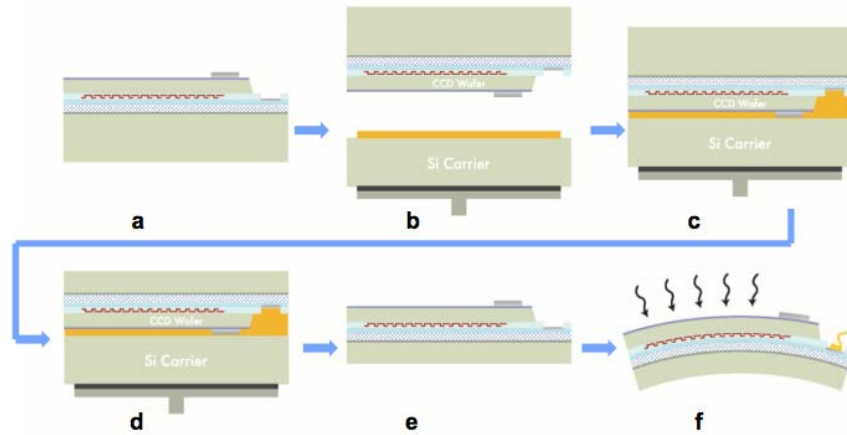 CCD Wafer
Si Carrier
CCD Wafer
Si Carrier
a
b
c
CCD Wafer
Si Carrier
d
e
f